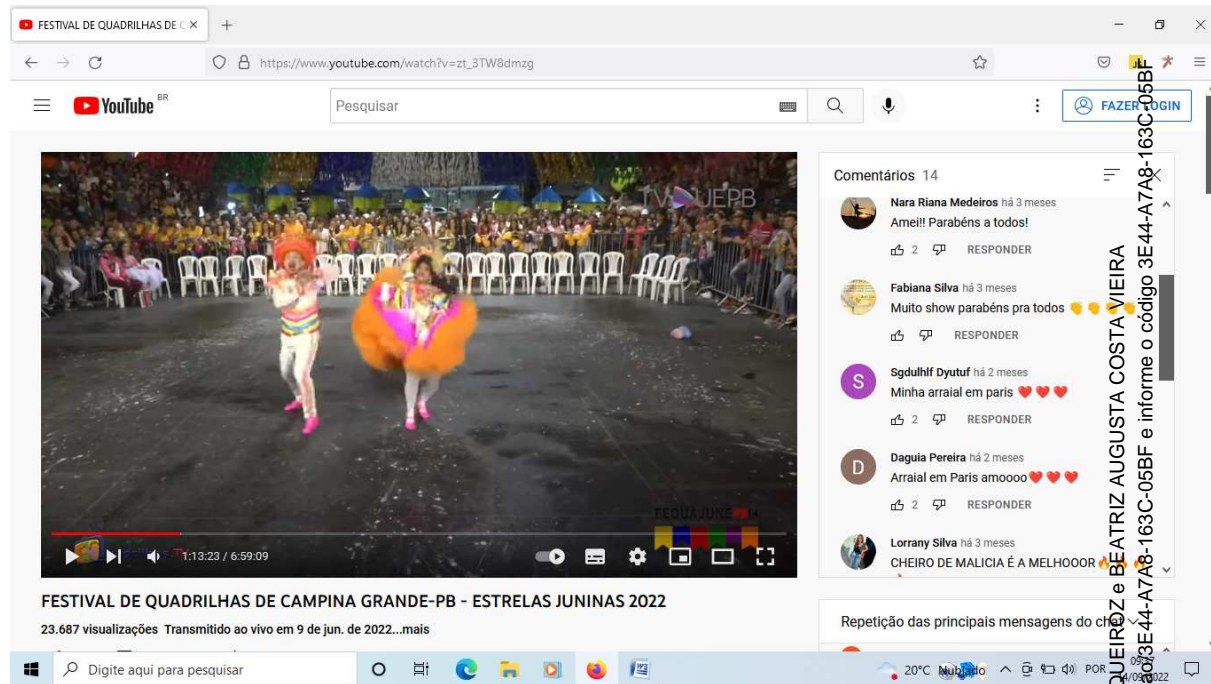 FESTIVAL DE QUADRILHAS DE C
https://www.youtube.com/watch?v=zt_3TW8dmzg
YouTube BR
Pesquisar
FAZER LOGIN
TV UEPB
FEQUAJUNE
1:13:23 / 6:59:09
FESTIVAL DE QUADRILHAS DE CAMPINA GRANDE-PB - ESTRELAS JUNINAS 2022
23.687 visualizações Transmitido ao vivo em 9 de jun. de 2022...mais
Comentários 14
Nara Riana Medeiros há 3 meses
Amei!! Parabéns a todos!
2 RESPONDER
Fabiana Silva há 3 meses
Muito show parabéns pra todos 👏👏👏👏
RESPONDER
S
Sgdulhlf Dyutuf há 2 meses
Minha arraial em paris ❤️❤️❤️
2 RESPONDER
D
Daguia Pereira há 2 meses
Arraial em Paris amoooo❤️❤️❤️
2 RESPONDER
Lorrany Silva há 3 meses
CHEIRO DE MALICIA É A MELHOOOR🔥🔥🔥
Repetição das principais mensagens do chat
Digite aqui para pesquisar
20°C Nublado
POR
QUEIROZ e BEATRIZ AUGUSTA COSTA VIEIRA
3E44-A7A8-163C-05BF e informe o código 3E44-A7A8-163C-05BF